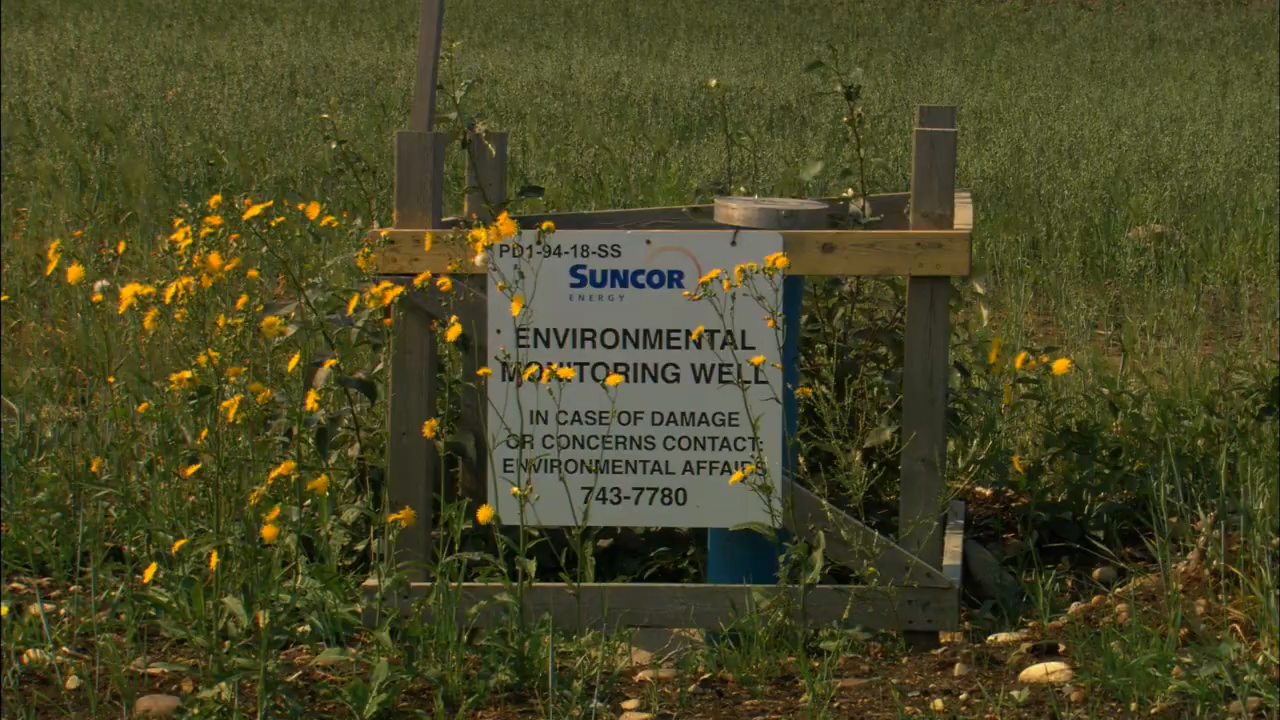 PD1-94-18-SS
SUNCOR
ENERGY
ENVIRONMENTAL
MONITORING WELL
IN CASE OF DAMAGE
OR CONCERNS CONTACT:
ENVIRONMENTAL AFFAIRS
743-7780